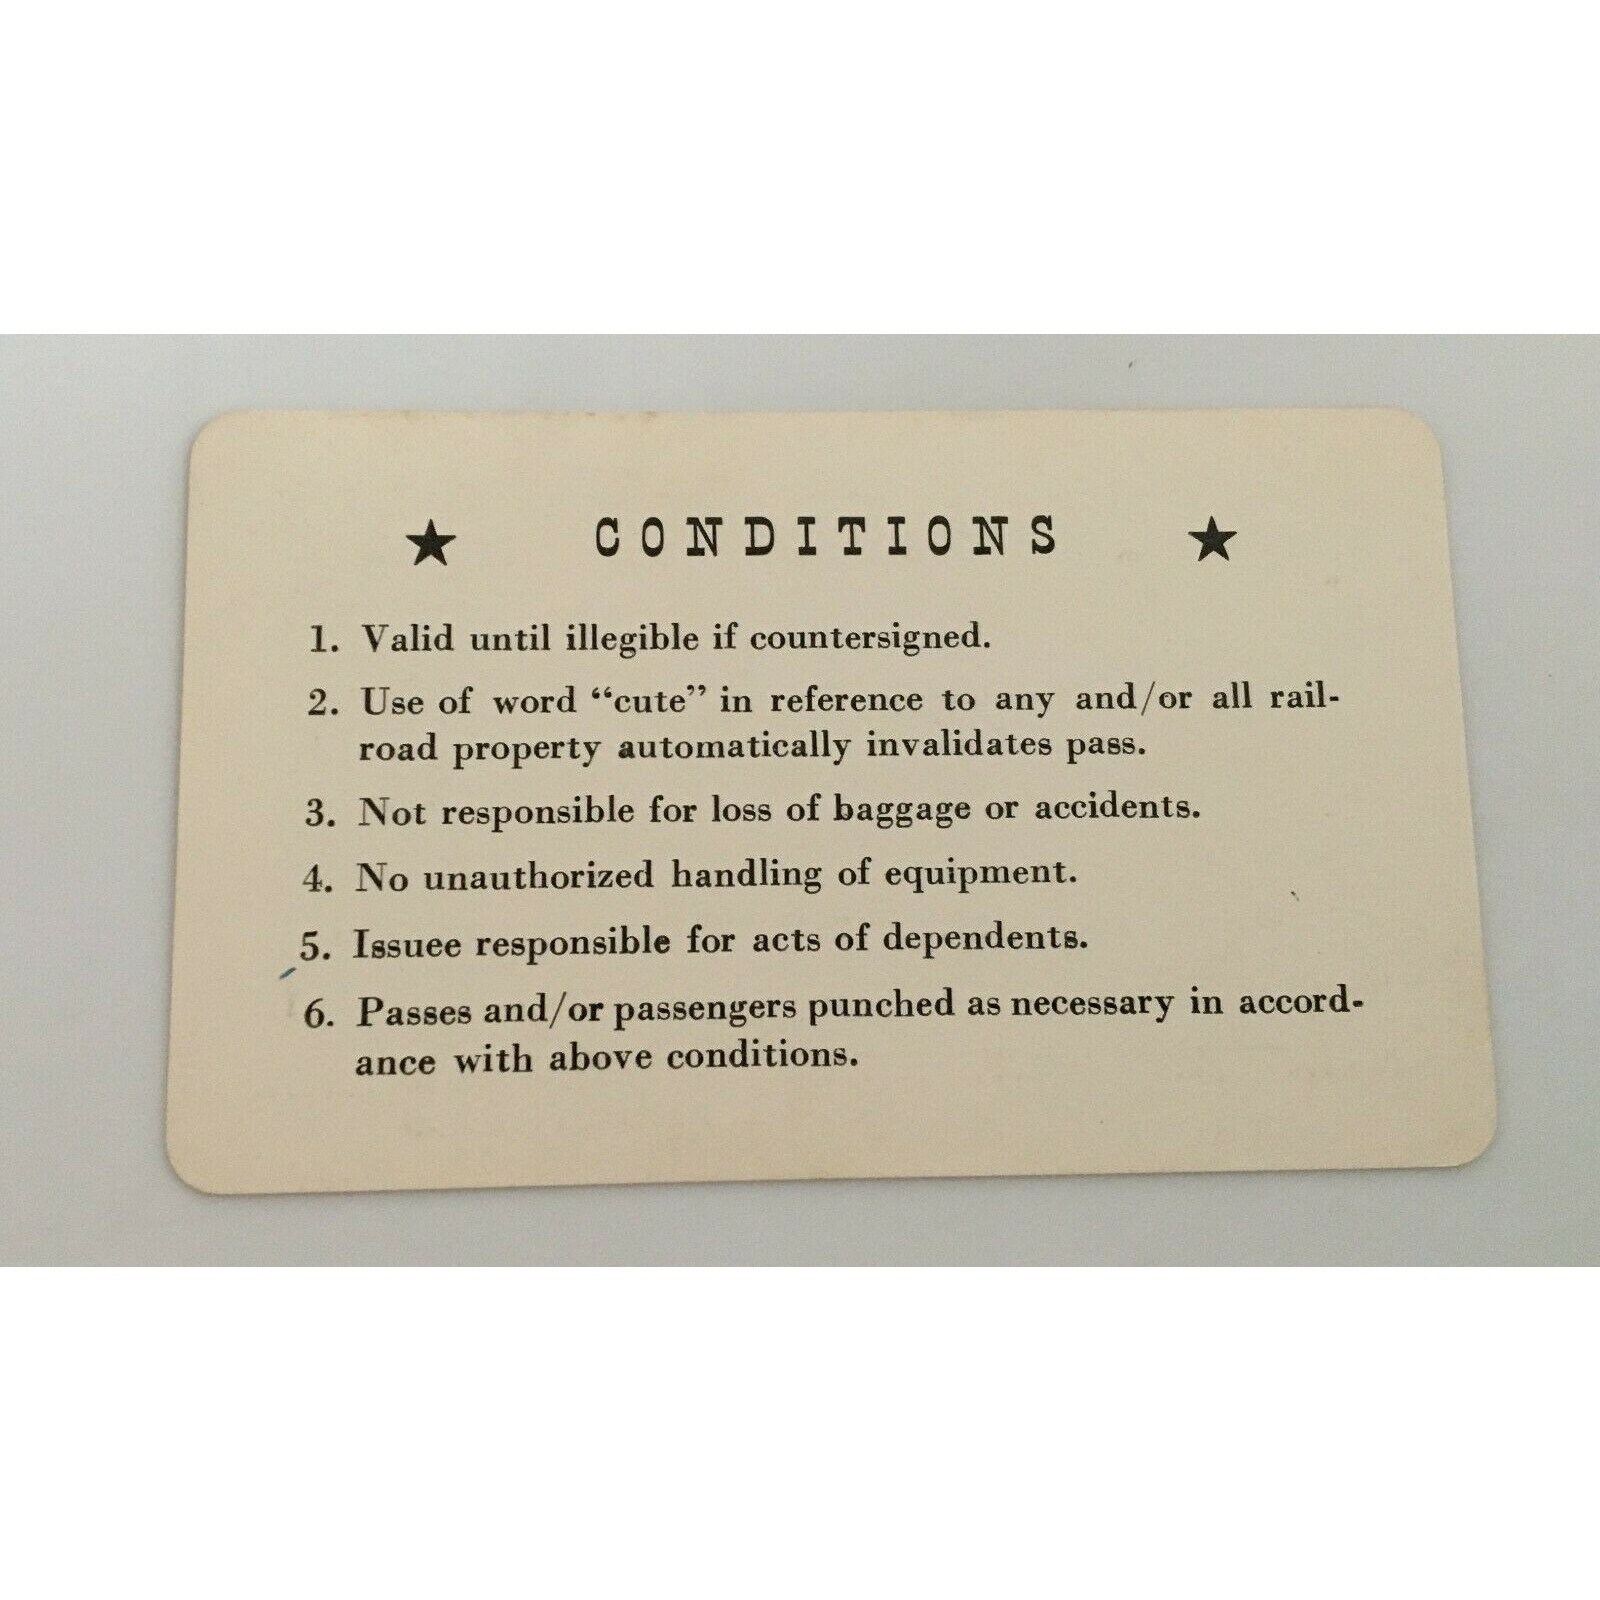 ★ CONDITIONS ★
1. Valid until illegible if countersigned.
2. Use of word “cute” in reference to any and/or all rail-
road property automatically invalidates pass.
3. Not responsible for loss of baggage or accidents.
4. No unauthorized handling of equipment.
5. Issuee responsible for acts of dependents.
6. Passes and/or passengers punched as necessary in accord-
ance with above conditions.